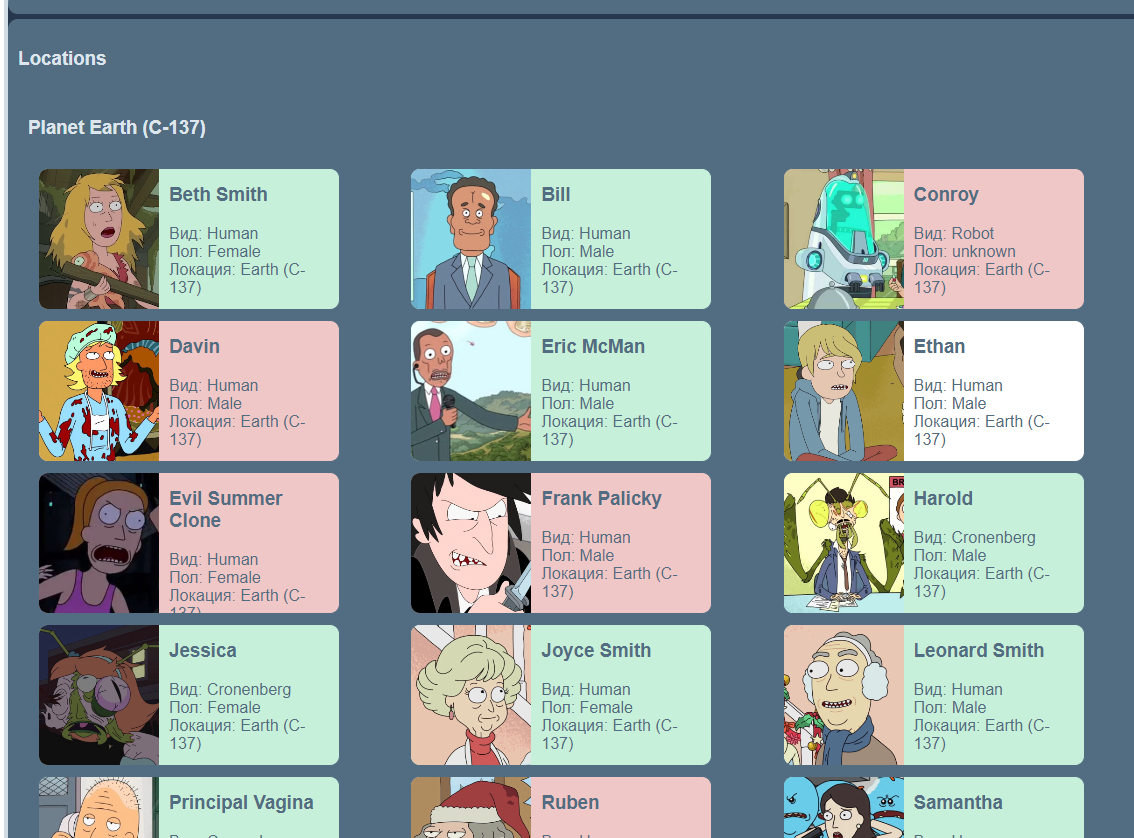 Locations
Planet Earth (C-137)
Beth Smith
Вид: Human
Пол: Female
Локация: Earth (C-
137)
Bill
Вид: Human
Пол: Male
Локация: Earth (C-
137)
Conroy
Вид: Robot
Пол: unknown
Локация: Earth (C-
137)
Davin
Вид: Human
Пол: Male
Локация: Earth (C-
137)
Eric McMan
Вид: Human
Пол: Male
Локация: Earth (C-
137)
Ethan
Вид: Human
Пол: Male
Локация: Earth (C-
137)
Evil Summer
Clone
Вид: Human
Пол: Female
Локация: Earth (C-
137)
Frank Palicky
Вид: Human
Пол: Male
Локация: Earth (C-
137)
BR
Harold
Вид: Cronenberg
Пол: Male
Локация: Earth (C-
137)
Jessica
Вид: Cronenberg
Пол: Female
Локация: Earth (C-
137)
Joyce Smith
Вид: Human
Пол: Female
Локация: Earth (C-
137)
Leonard Smith
Вид: Human
Пол: Male
Локация: Earth (C-
137)
Principal Vagina
Ruben
Samantha